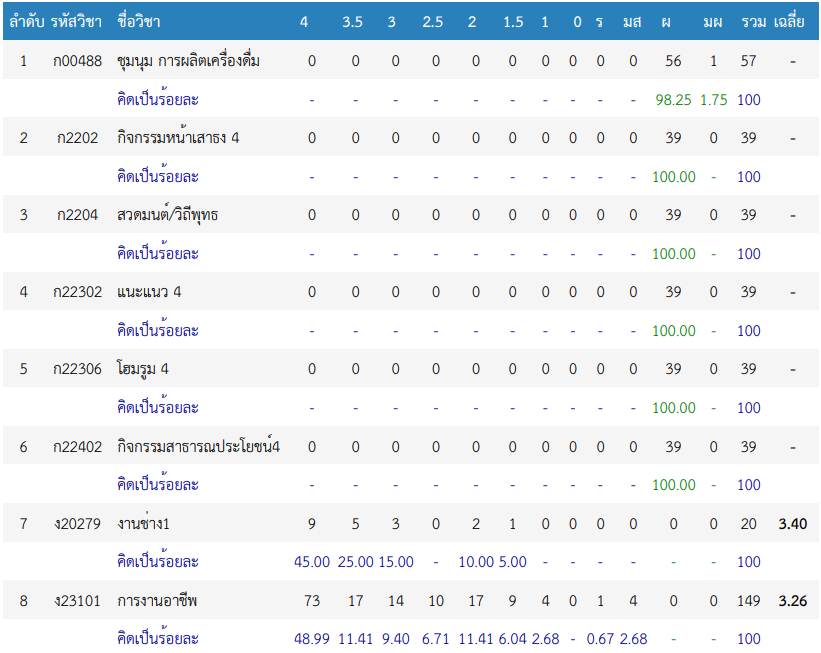 ลำดับ รหัสวิชา ชื่อวิชา 4 3.5 3 2.5 2 1.5 1 0 ร มส ผ มผ รวม เฉลี่ย
1 ก00488 ชุมนุม การผลิตเครื่องดื่ม 0 0 0 0 0 0 0 0 0 0 56 1 57 -
คิดเป็นร้อยละ - - - - - - - - - - 98.25 1.75 100
2 ก2202 กิจกรรมหน้าเสาธง 4 0 0 0 0 0 0 0 0 0 0 39 0 39 -
คิดเป็นร้อยละ - - - - - - - - - - 100.00 - 100
3 ก2204 สวดมนต์/วิถีพุทธ 0 0 0 0 0 0 0 0 0 0 39 0 39 -
คิดเป็นร้อยละ - - - - - - - - - - 100.00 - 100
4 ก22302 แนะแนว 4 0 0 0 0 0 0 0 0 0 0 39 0 39 -
คิดเป็นร้อยละ - - - - - - - - - - 100.00 - 100
5 ก22306 โฮมรูม 4 0 0 0 0 0 0 0 0 0 0 39 0 39 -
คิดเป็นร้อยละ - - - - - - - - - - 100.00 - 100
6 ก22402 กิจกรรมสาธารณประโยชน์4 0 0 0 0 0 0 0 0 0 0 39 0 39 -
คิดเป็นร้อยละ - - - - - - - - - - 100.00 - 100
7 ง20279 งานช่าง1 9 5 3 0 2 1 0 0 0 0 0 0 20 3.40
คิดเป็นร้อยละ 45.00 25.00 15.00 - 10.00 5.00 - - - - - - 100
8 ง23101 การงานอาชีพ 73 17 14 10 17 9 4 0 1 4 0 0 149 3.26
คิดเป็นร้อยละ 48.99 11.41 9.40 6.71 11.41 6.04 2.68 - 0.67 2.68 - - 100